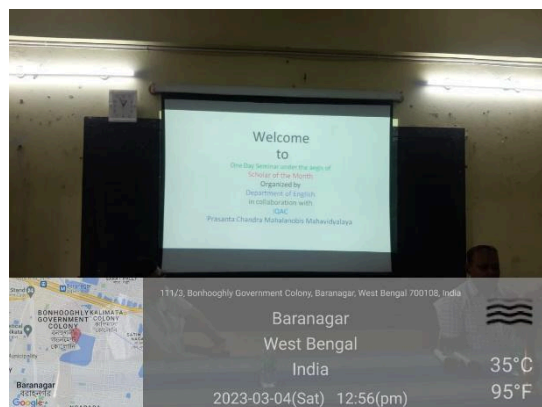 Welcome
to
One Day Seminar under the aegis of
Scholar of the Month
Organized by
Department of English
in collaboration with
IQAC
Prasanta Chandra Mahalanobis Mahavidyalaya
111/3, Bonhooghly Government Colony, Baranagar, West Bengal 700108, India
BONHOOGHLY
GOVERNMENT
COLONY
KALIMATA
COLONY
Baranagar
Google
Baranagar
West Bengal
India
2023-03-04(Sat) 12:56(pm)
35°C
95°F